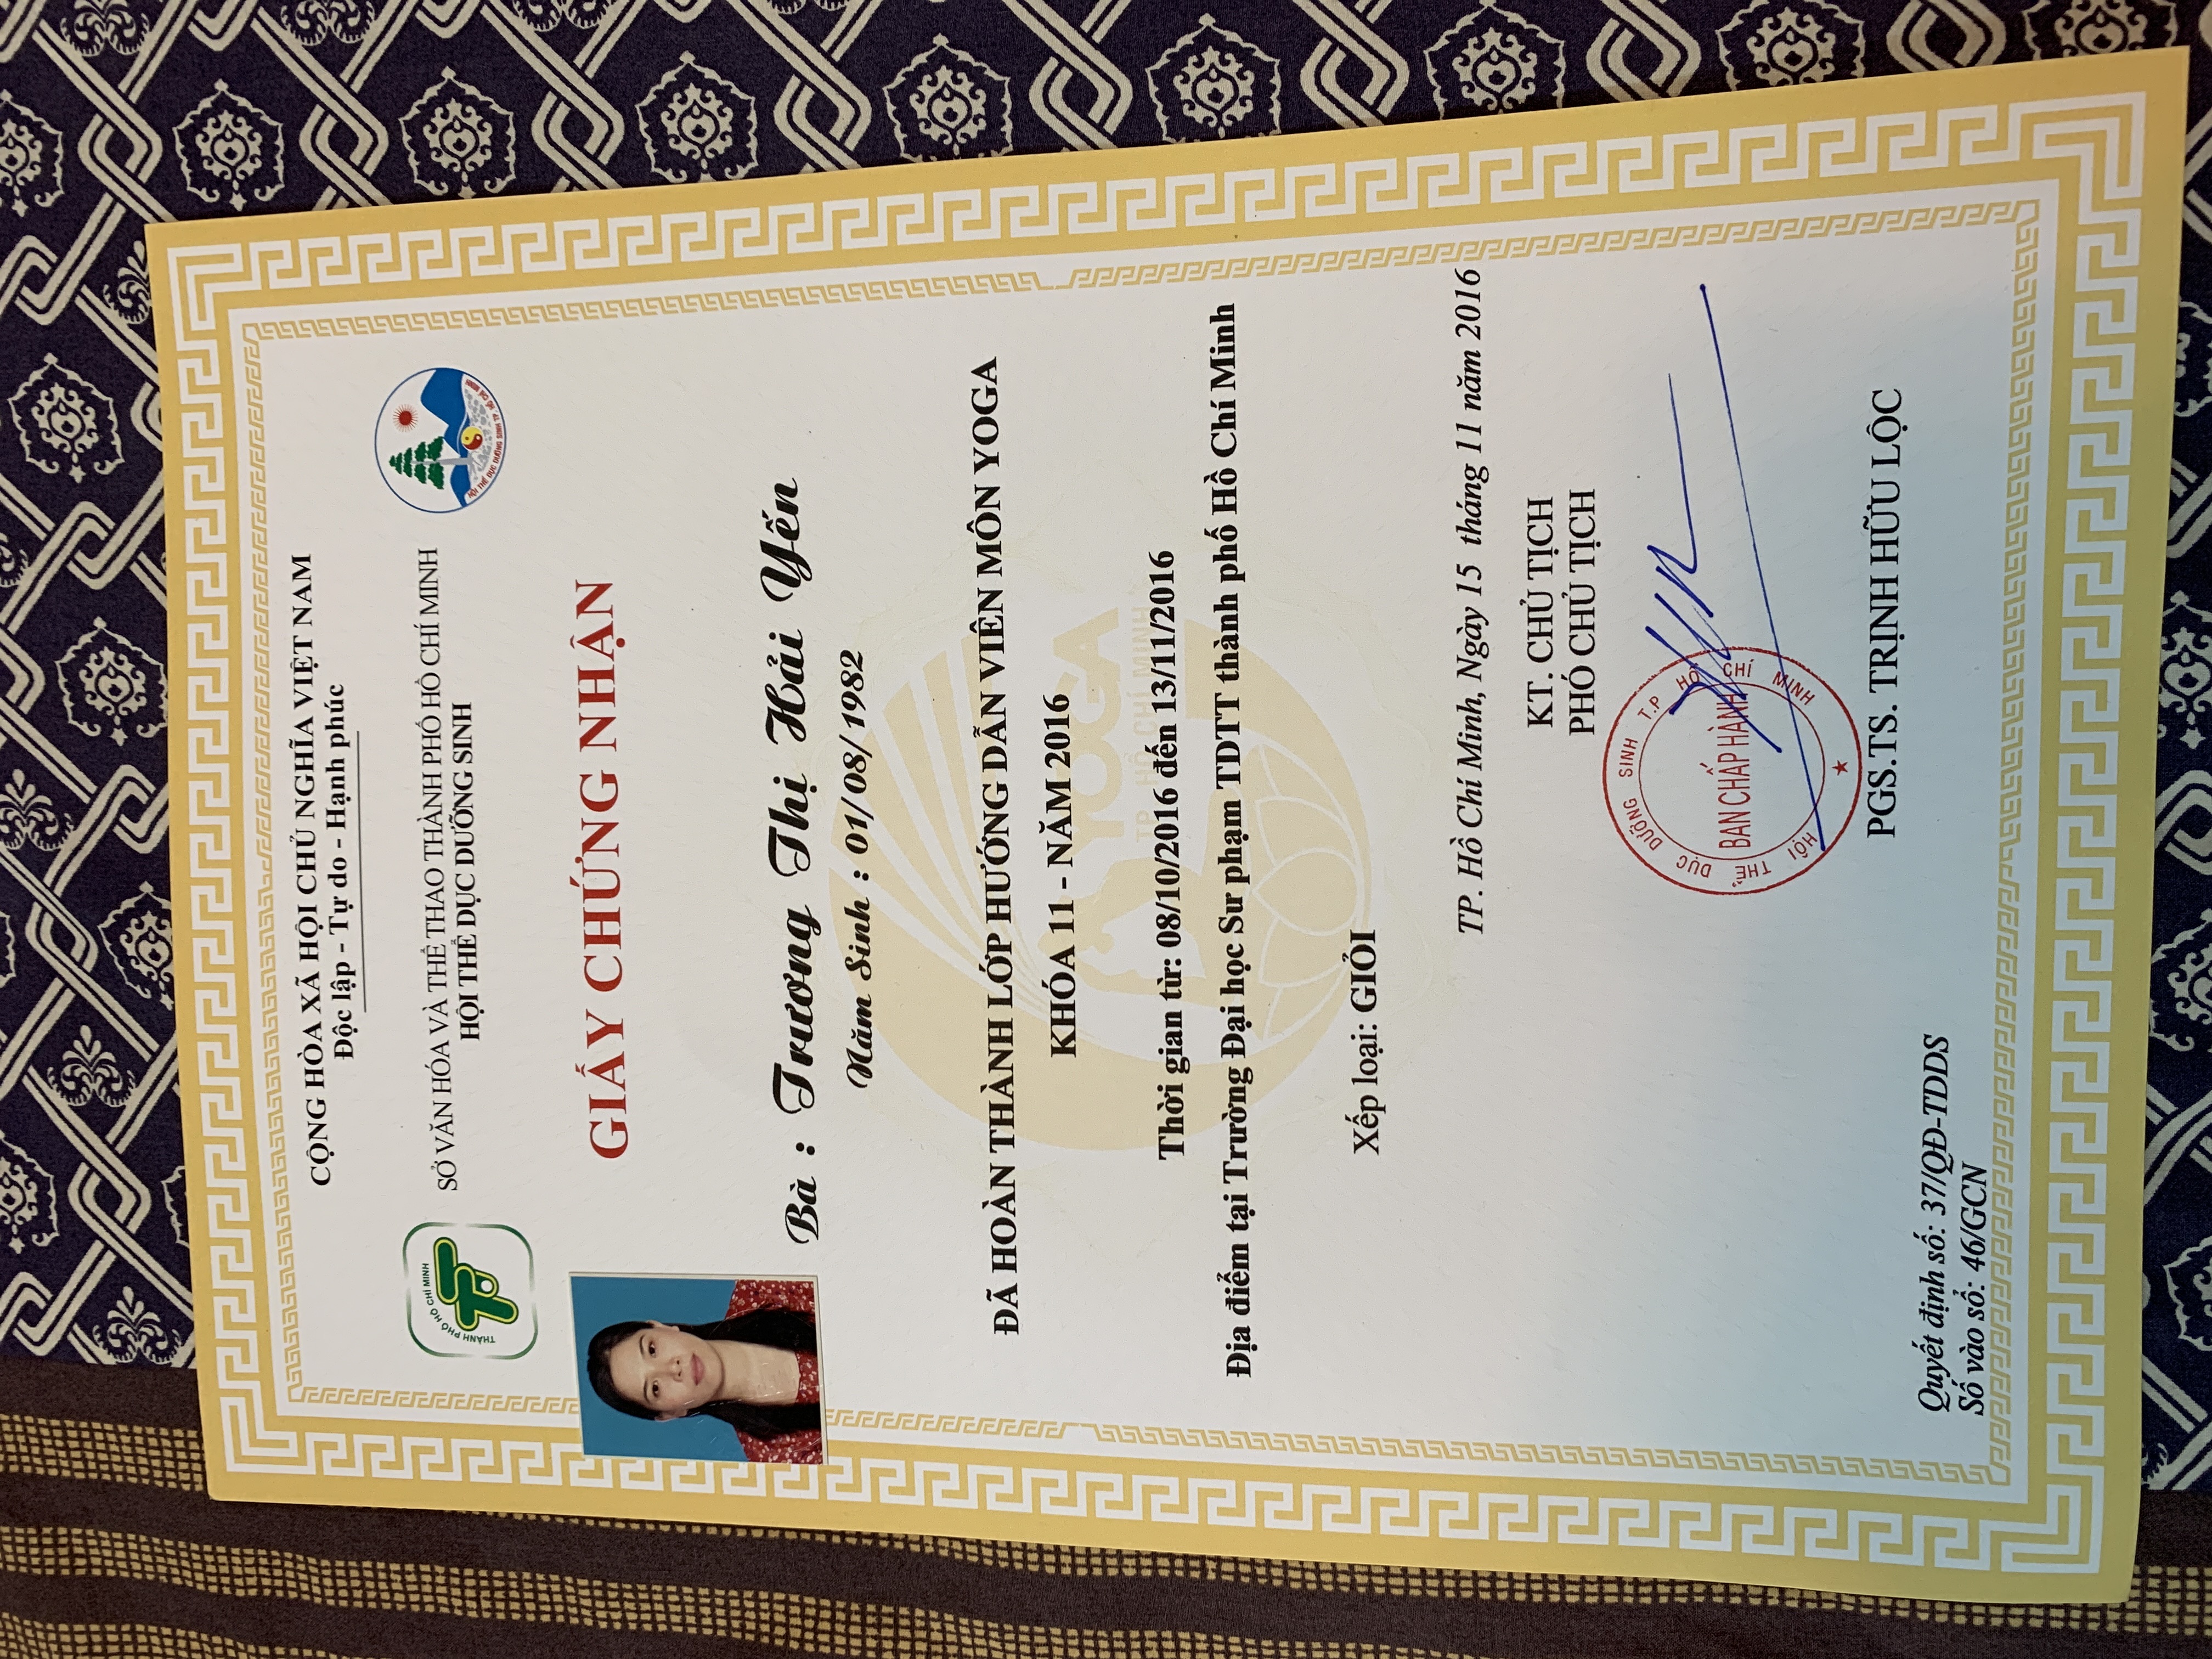 CỘNG HÒA XÃ HỘI CHỦ NGHĨA VIỆT NAM
Độc lập - Tự do - Hạnh phúc
THÀNH PHỐ HỒ CHÍ MINH
SỞ VĂN HÓA VÀ THỂ THAO THÀNH PHỐ HỒ CHÍ MINH
HỘI THỂ DỤC DƯỠNG SINH
HỘI THỂ DỤC DƯỠNG SINH TP. HỒ CHÍ MINH
GIẤY CHỨNG NHẬN
Bà : Trương Thị Hải Yến
Năm Sinh : 01/08/1982
ĐÃ HOÀN THÀNH LỚP HƯỚNG DẪN VIÊN MÔN YOGA
KHÓA 11 - NĂM 2016
YOGA
TP. HỒ CHÍ MINH
Thời gian từ: 08/10/2016 đến 13/11/2016
Địa điểm tại Trường Đại học Sư phạm TDTT thành phố Hồ Chí Minh
Xếp loại: GIỎI
TP. Hồ Chí Minh, Ngày 15 tháng 11 năm 2016
KT. CHỦ TỊCH
PHÓ CHỦ TỊCH
HỘI THỂ DỤC DƯỠNG SINH T.P HỒ CHÍ MINH
BAN CHẤP HÀNH
PGS.TS. TRỊNH HỮU LỘC
Quyết định số: 37/QĐ-TDDS
Số vào sổ: 46/GCN